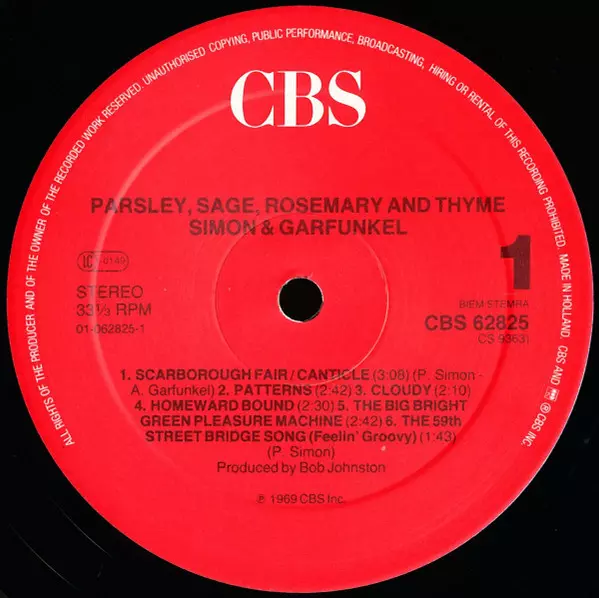 ALL RIGHTS OF THE PRODUCER AND OF THE OWNER OF THE RECORDED WORK RESERVED. UNAUTHORISED COPYING, PUBLIC PERFORMANCE, BROADCASTING, HIRING OR RENTAL OF THIS RECORDING PROHIBITED. MADE IN HOLLAND. CBS AND ® CBS INC.
CBS
PARSLEY, SAGE, ROSEMARY AND THYME
SIMON & GARFUNKEL
1
LC 0149
STEREO
33⅓ RPM
01-062825-1
BIEM/STEMRA
CBS 62825
(CS 9363)
1. SCARBOROUGH FAIR / CANTICLE (3:08) (P. Simon -
A. Garfunkel) 2. PATTERNS (2:42) 3. CLOUDY (2:10)
4. HOMEWARD BOUND (2:30) 5. THE BIG BRIGHT
GREEN PLEASURE MACHINE (2:42) 6. THE 59th
STREET BRIDGE SONG (Feelin' Groovy) (1:43)
(P. Simon)
Produced by Bob Johnston
℗ 1969 CBS Inc.